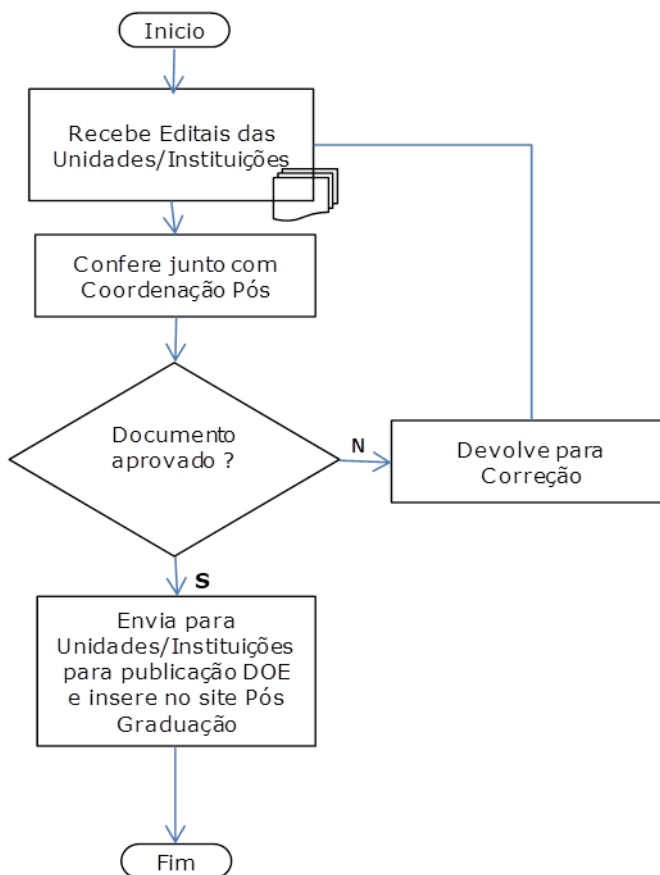 Inicio
Recebe Editais das
Unidades/Instituições
Confere junto com
Coordenação Pós
Documento
aprovado ?
N
Devolve para
Correção
S
Envia para
Unidades/Instituições
para publicação DOE
e insere no site Pós
Graduação
Fim